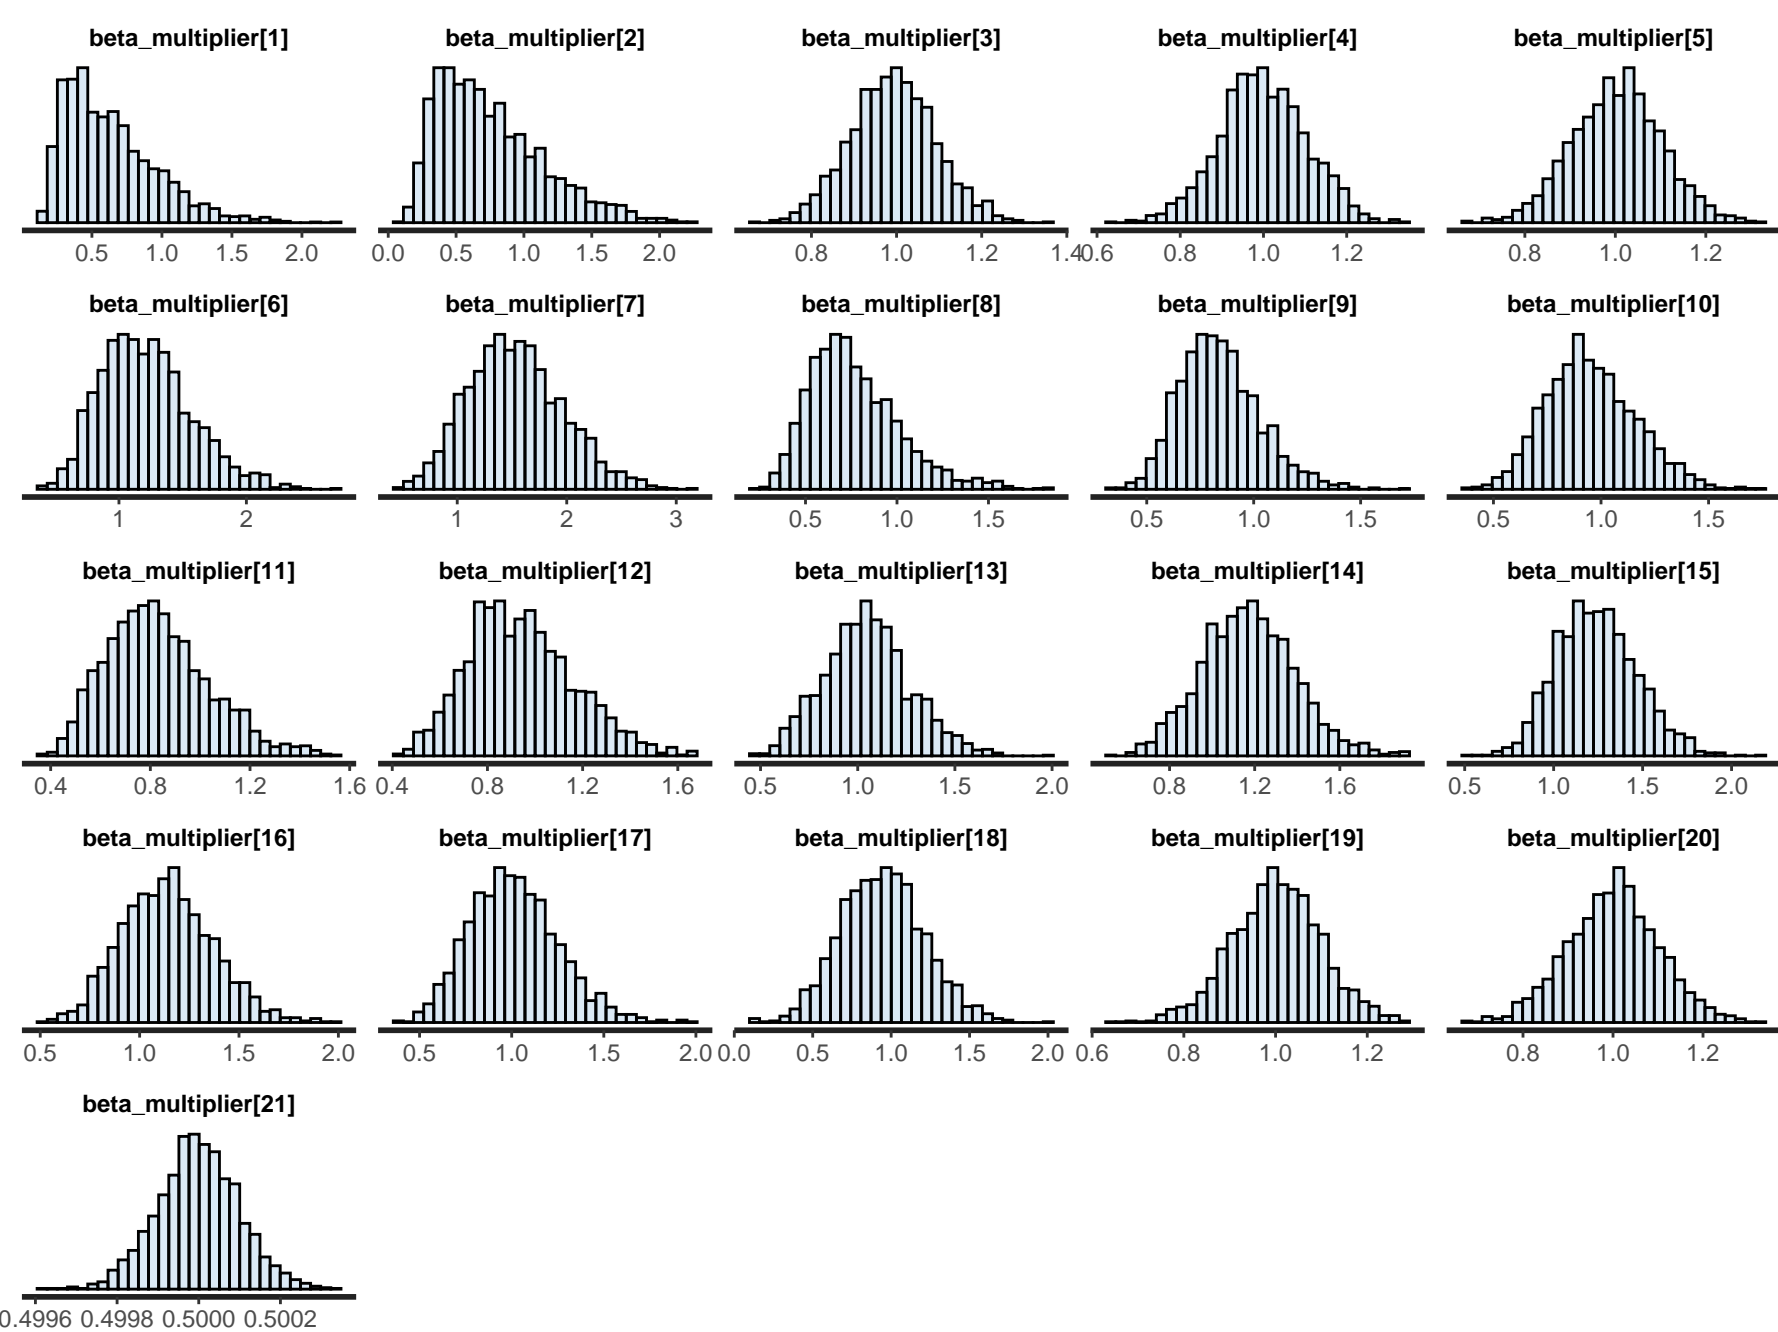 beta_multiplier[1] beta_multiplier[2] beta_multiplier[3] beta_multiplier[4] beta_multiplier[5]
0.5 1.0 1.5 2.0 0.0 0.5 1.0 1.5 2.0 0.8 1.0 1.2 1.4 0.6 0.8 1.0 1.2 0.8 1.0 1.2
beta_multiplier[6] beta_multiplier[7] beta_multiplier[8] beta_multiplier[9] beta_multiplier[10]
1 2 1 2 3 0.5 1.0 1.5 0.5 1.0 1.5 0.5 1.0 1.5
beta_multiplier[11] beta_multiplier[12] beta_multiplier[13] beta_multiplier[14] beta_multiplier[15]
0.4 0.8 1.2 1.6 0.4 0.8 1.2 1.6 0.5 1.0 1.5 2.0 0.8 1.2 1.6 0.5 1.0 1.5 2.0
beta_multiplier[16] beta_multiplier[17] beta_multiplier[18] beta_multiplier[19] beta_multiplier[20]
0.5 1.0 1.5 2.0 0.5 1.0 1.5 2.0 0.0 0.5 1.0 1.5 2.0 0.6 0.8 1.0 1.2 0.8 1.0 1.2
beta_multiplier[21]
0.4996 0.4998 0.5000 0.5002